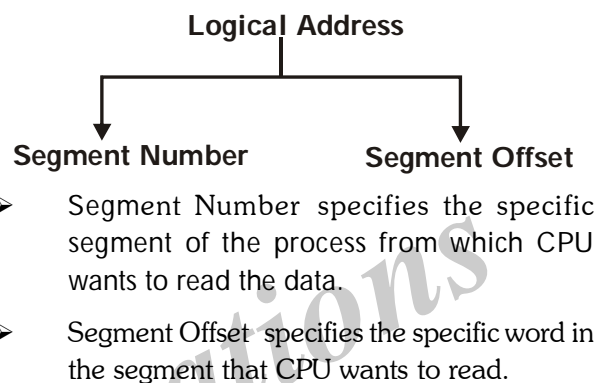 Logical Address
Segment Number Segment Offset
➢ Segment Number specifies the specific
segment of the process from which CPU
wants to read the data.
➢ Segment Offset specifies the specific word in
the segment that CPU wants to read.